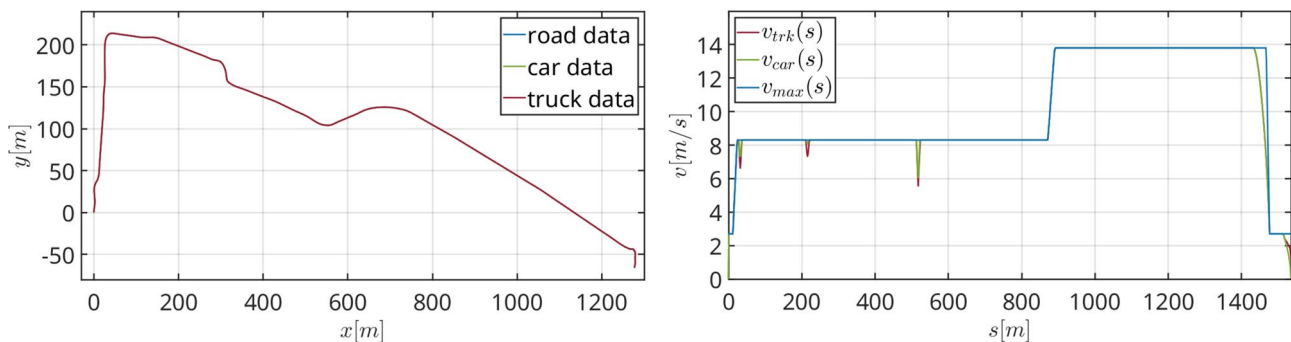 200
150
100
50
0
-50
y[m]
0 200 400 600 800 1000 1200
x[m]
road data
car data
truck data
14
12
10
8
6
4
2
0
v[m/s]
0 200 400 600 800 1000 1200 1400
s[m]
v_trk(s)
v_car(s)
v_max(s)